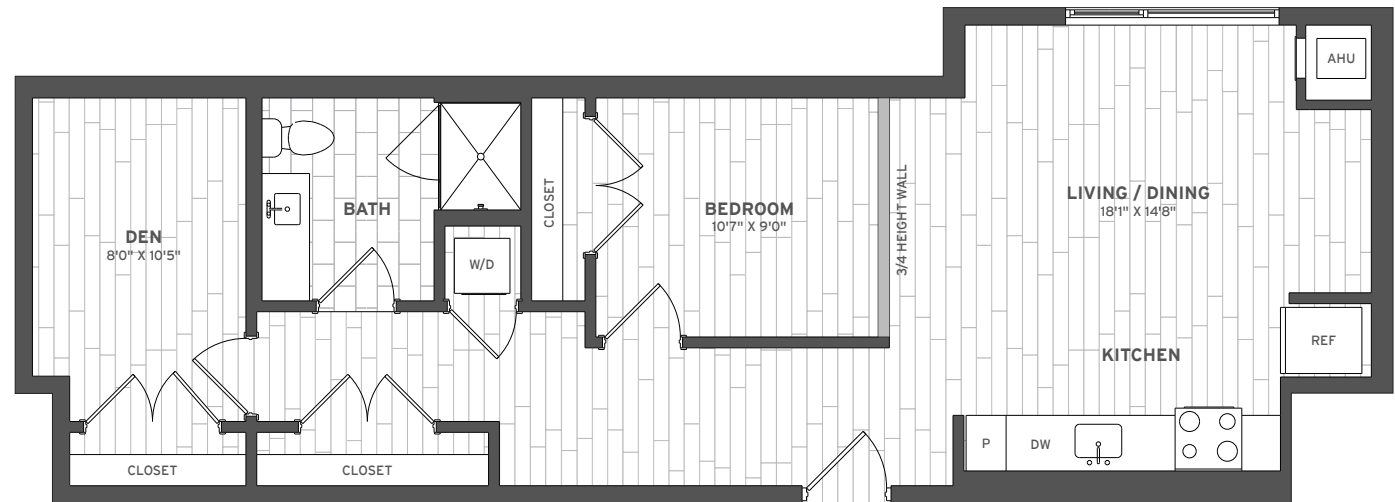 AHU
CLOSET
3/4 HEIGHT WALL
LIVING / DINING
18'1" X 14'8"
BATH
BEDROOM
10'7" X 9'0"
DEN
8'0" X 10'5"
W/D
REF
KITCHEN
P
DW
CLOSET
CLOSET